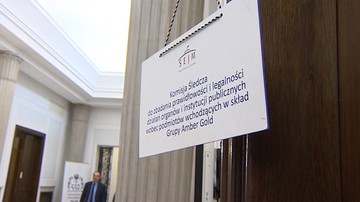 SEJM
Komisja Śledcza
do zbadania prawidłowości i legalności
działań organów i instytucji publicznych
wobec podmiotów wchodzących w skład
Grupy Amber Gold